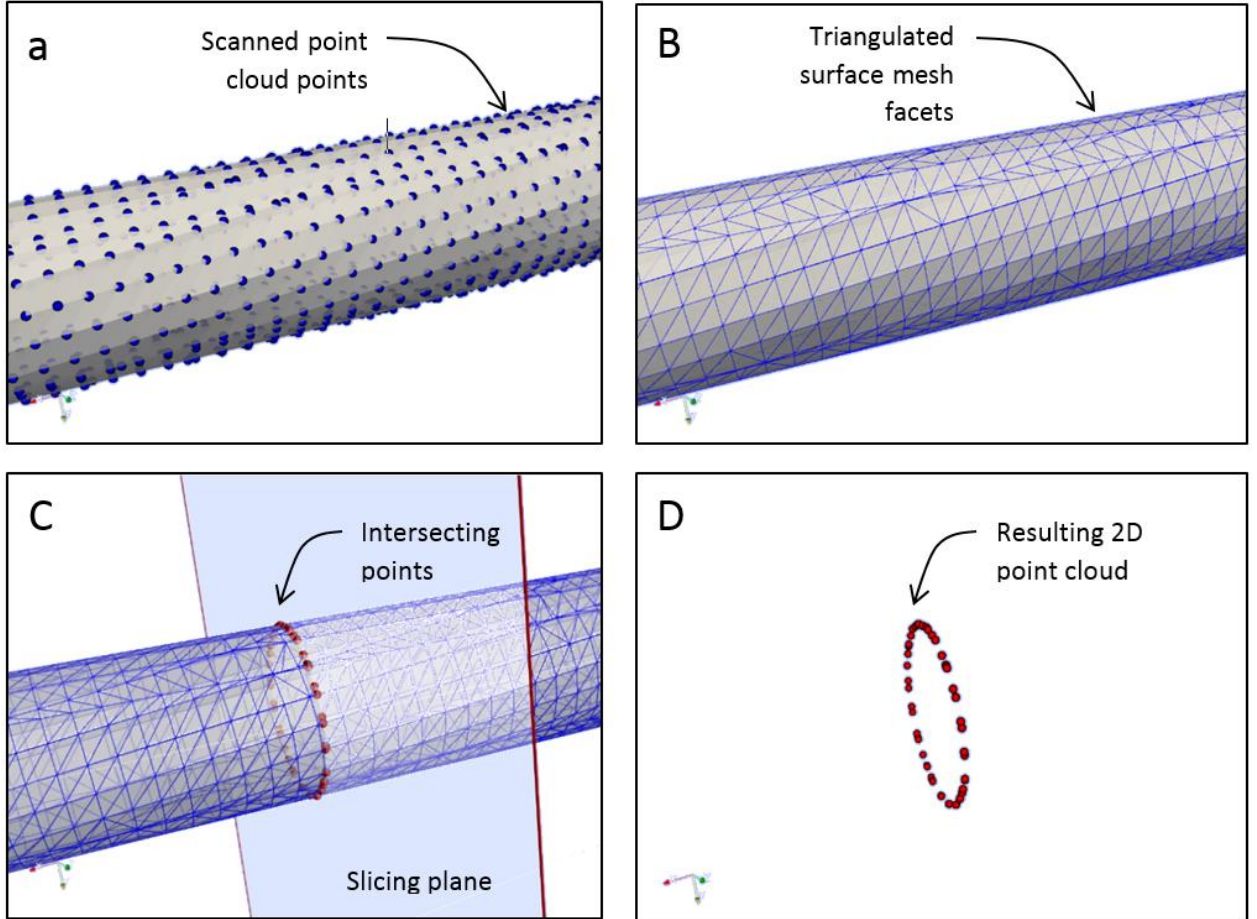 a
Scanned point
cloud points
B
Triangulated
surface mesh
facets
C
Intersecting
points
Slicing plane
D
Resulting 2D
point cloud